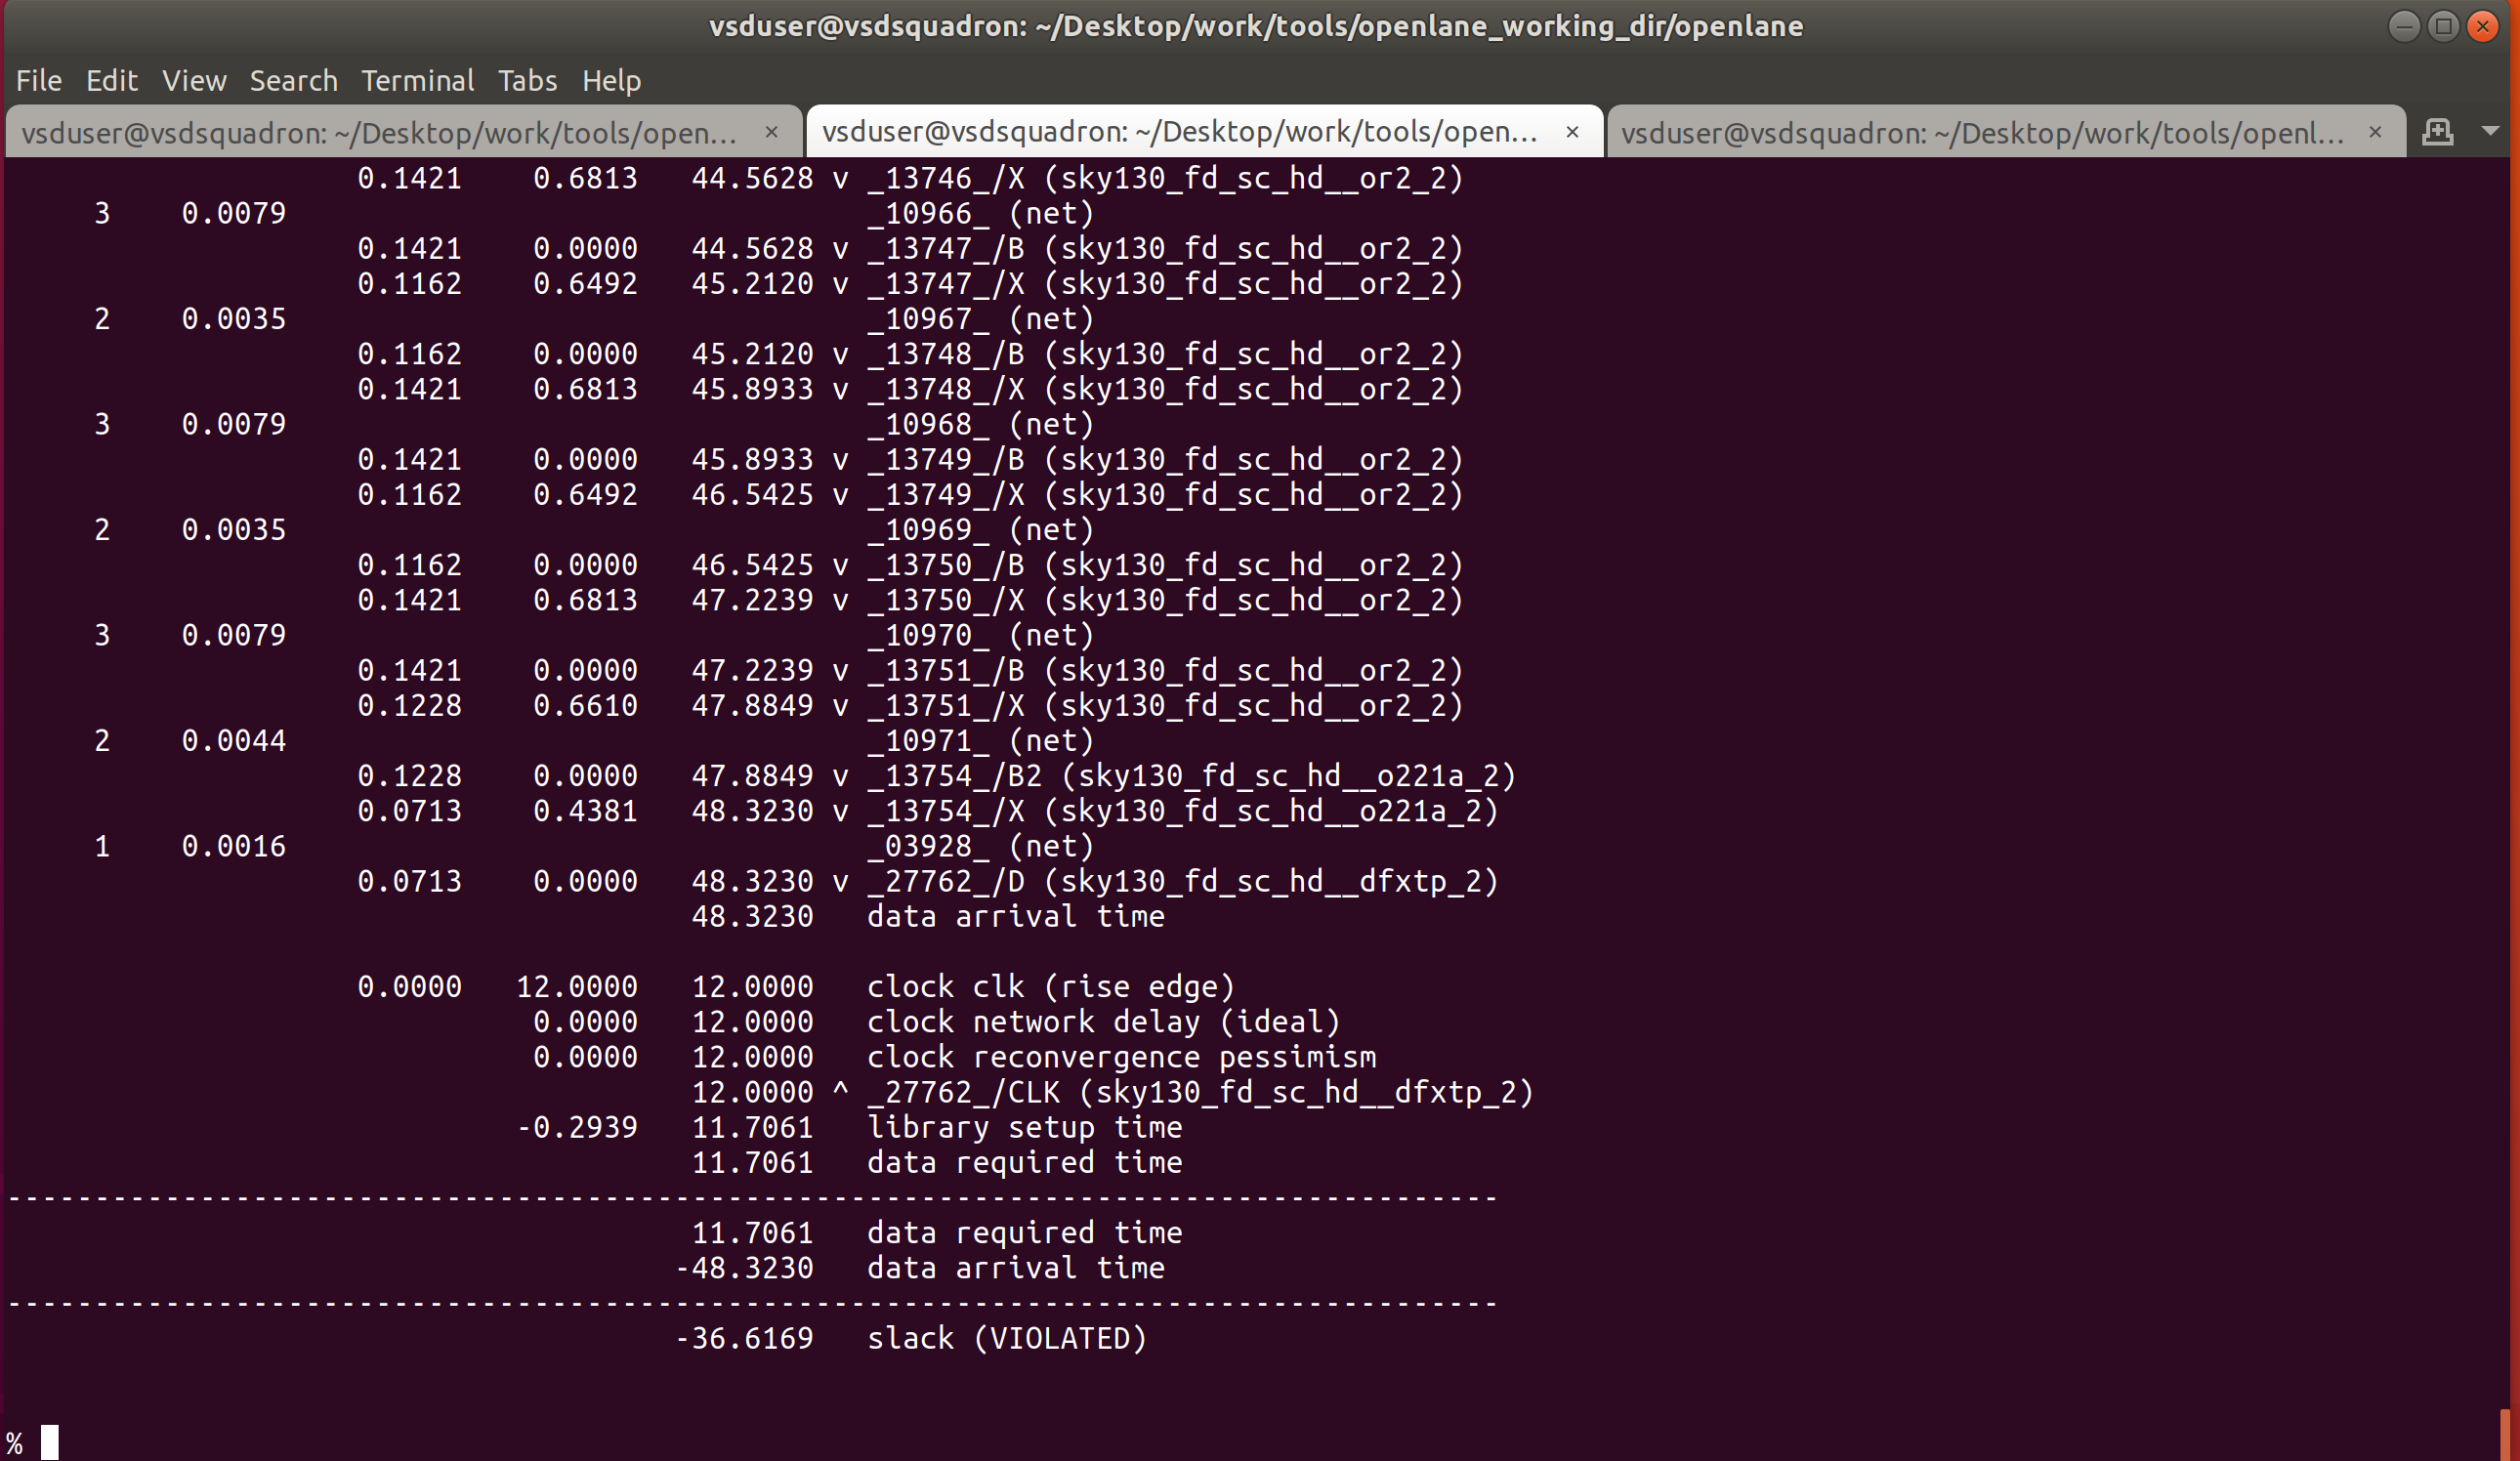 vsduser@vsdsquadron: ~/Desktop/work/tools/openlane_working_dir/openlane
File Edit View Search Terminal Tabs Help
vsduser@vsdsquadron: ~/Desktop/work/tools/open... × vsduser@vsdsquadron: ~/Desktop/work/tools/open... × vsduser@vsdsquadron: ~/Desktop/work/tools/openl... ×
0.1421 0.6813 44.5628 v _13746_/X (sky130_fd_sc_hd__or2_2)
3 0.0079 _10966_ (net)
0.1421 0.0000 44.5628 v _13747_/B (sky130_fd_sc_hd__or2_2)
0.1162 0.6492 45.2120 v _13747_/X (sky130_fd_sc_hd__or2_2)
2 0.0035 _10967_ (net)
0.1162 0.0000 45.2120 v _13748_/B (sky130_fd_sc_hd__or2_2)
0.1421 0.6813 45.8933 v _13748_/X (sky130_fd_sc_hd__or2_2)
3 0.0079 _10968_ (net)
0.1421 0.0000 45.8933 v _13749_/B (sky130_fd_sc_hd__or2_2)
0.1162 0.6492 46.5425 v _13749_/X (sky130_fd_sc_hd__or2_2)
2 0.0035 _10969_ (net)
0.1162 0.0000 46.5425 v _13750_/B (sky130_fd_sc_hd__or2_2)
0.1421 0.6813 47.2239 v _13750_/X (sky130_fd_sc_hd__or2_2)
3 0.0079 _10970_ (net)
0.1421 0.0000 47.2239 v _13751_/B (sky130_fd_sc_hd__or2_2)
0.1228 0.6610 47.8849 v _13751_/X (sky130_fd_sc_hd__or2_2)
2 0.0044 _10971_ (net)
0.1228 0.0000 47.8849 v _13754_/B2 (sky130_fd_sc_hd__o221a_2)
0.0713 0.4381 48.3230 v _13754_/X (sky130_fd_sc_hd__o221a_2)
1 0.0016 _03928_ (net)
0.0713 0.0000 48.3230 v _27762_/D (sky130_fd_sc_hd__dfxtp_2)
48.3230 data arrival time
0.0000 12.0000 12.0000 clock clk (rise edge)
0.0000 12.0000 clock network delay (ideal)
0.0000 12.0000 clock reconvergence pessimism
12.0000 ^ _27762_/CLK (sky130_fd_sc_hd__dfxtp_2)
-0.2939 11.7061 library setup time
11.7061 data required time
-------------------------------------------------------------------------------------
11.7061 data required time
-48.3230 data arrival time
-------------------------------------------------------------------------------------
-36.6169 slack (VIOLATED)
%